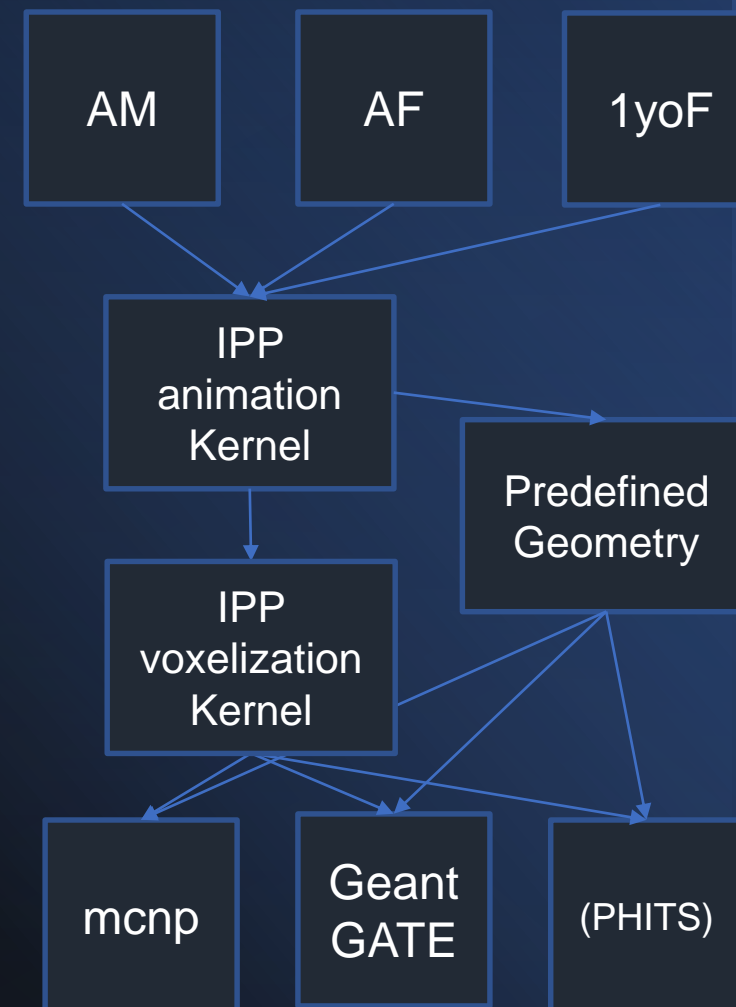 AM
AF
1yoF
IPP
animation
Kernel
Predefined
Geometry
IPP
voxelization
Kernel
mcnp
Geant
GATE
(PHITS)